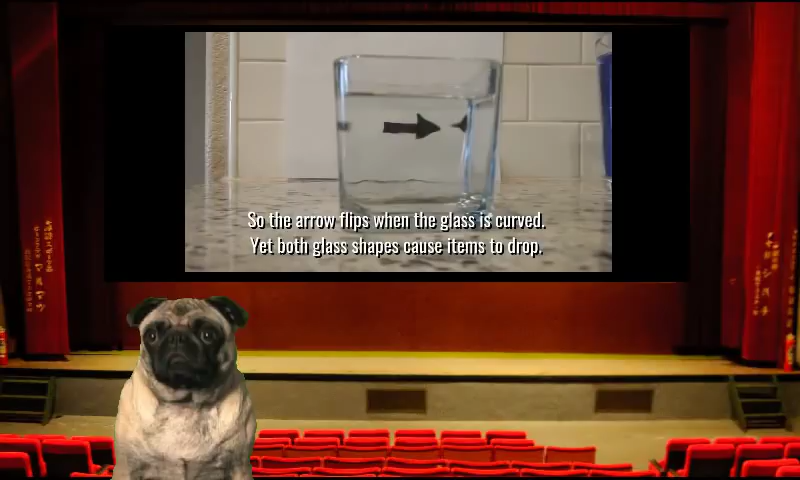 So the arrow flips when the glass is curved.
Yet both glass shapes cause items to drop.